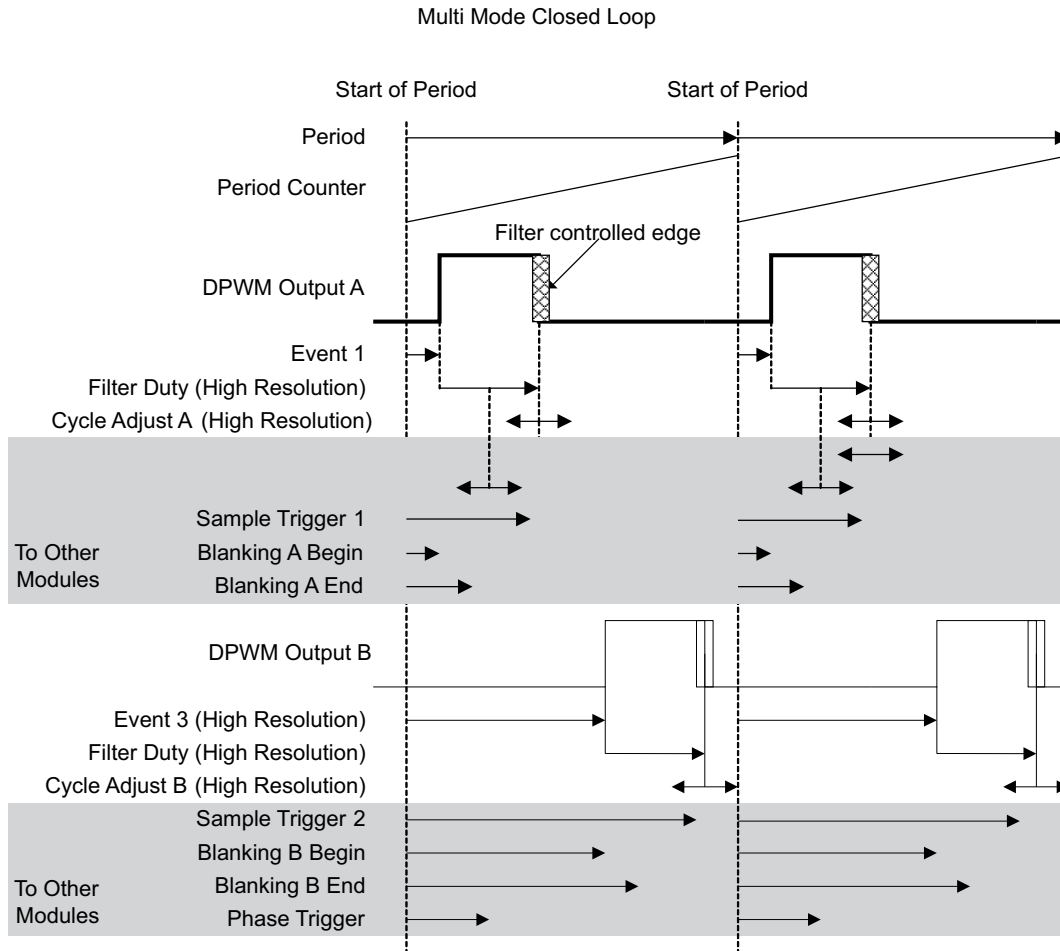 Multi Mode Closed Loop
Start of Period
Start of Period
Period
Period Counter
Filter controlled edge
DPWM Output A
Event 1
Filter Duty (High Resolution)
Cycle Adjust A (High Resolution)
Sample Trigger 1
To Other
Modules
Blanking A Begin
Blanking A End
DPWM Output B
Event 3 (High Resolution)
Filter Duty (High Resolution)
Cycle Adjust B (High Resolution)
Sample Trigger 2
Blanking B Begin
To Other
Modules
Blanking B End
Phase Trigger